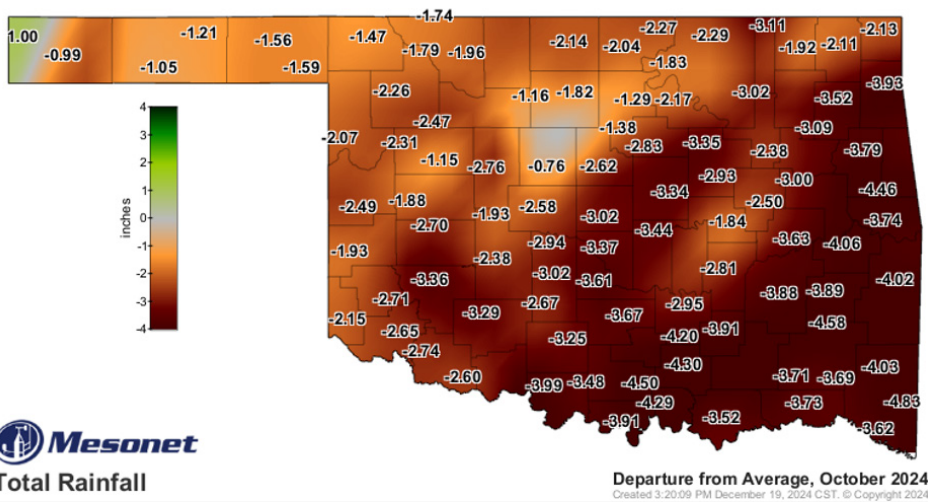 -1.74
1.00 -0.99 -1.21 -1.05 -1.56 -1.59 -1.47 -1.79 -1.96 -2.14 -2.04 -2.27 -2.29 -3.11 -1.92 -2.11 -2.13
-1.83
-2.26 -1.16 -1.82 -1.29 -2.17 -3.02 -3.52 -3.93
-2.07 -2.31 -2.47 -1.38 -2.83 -3.35 -2.38 -3.09 -3.79
-1.15 -2.76 -0.76 -2.62 -2.93 -3.00
-2.49 -1.88 -1.93 -2.58 -3.34 -2.50 -4.46
-2.70 -3.02 -3.44 -1.84 -3.63 -4.06 -3.74
-1.93 -2.38 -2.94 -3.37 -2.81
-3.36 -3.02 -3.61 -3.88 -3.89 -4.02
-2.15 -2.71 -3.29 -2.67 -3.67 -2.95
-2.65 -3.25 -4.20 -3.91 -4.58
-2.74 -4.30
-2.60 -3.99 -3.48 -4.50 -3.71 -3.69 -4.03
-3.91 -4.29 -3.52 -3.73 -4.83
-3.62
4
3
2
1
0
-1
-2
-3
-4
inches
Mesonet
Total Rainfall
Departure from Average, October 2024
Created 3:20:09 PM December 19, 2024 CST. © Copyright 2024